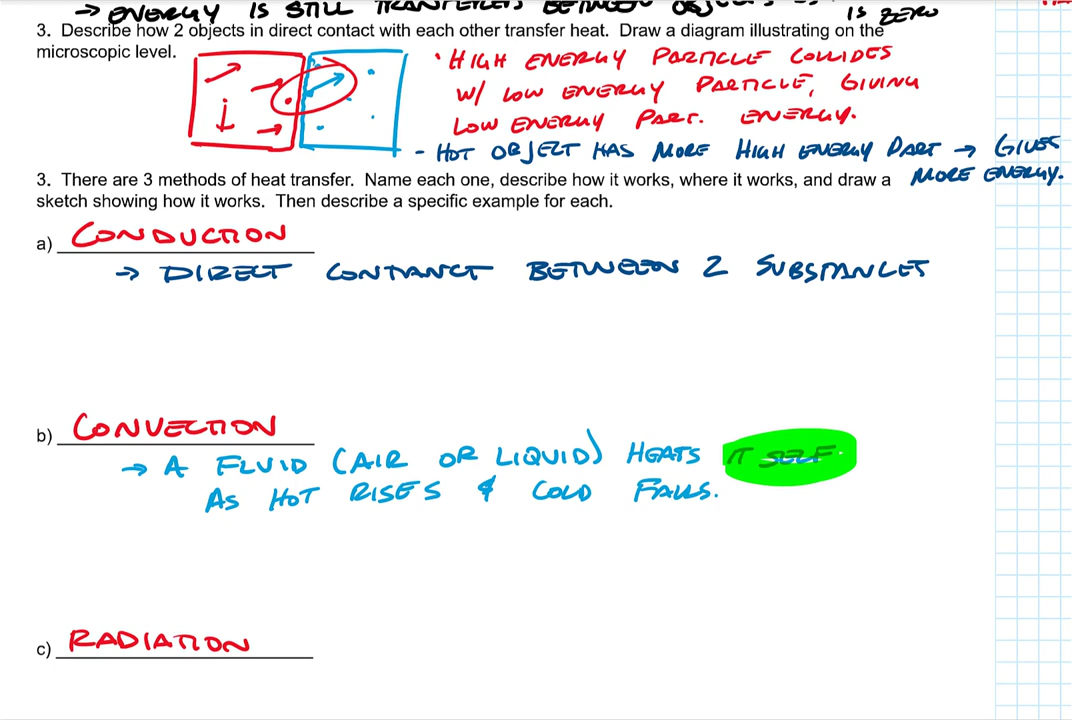 → ENERGY IS STILL TRANSFERED BETWEEN
IS ZERO
3. Describe how 2 objects in direct contact with each other transfer heat. Draw a diagram illustrating on the
microscopic level.
· HIGH ENERGY PARTICLE COLLIDES
W/ LOW ENERGY PARTICLE, GIVING
LOW ENERGY PART. ENERGY.
- HOT OBJECT HAS MORE HIGH ENERGY PART → GIVES
MORE ENERGY.
3. There are 3 methods of heat transfer. Name each one, describe how it works, where it works, and draw a
sketch showing how it works. Then describe a specific example for each.
a) CONDUCTION
→ DIRECT CONTANCT BETWEEN 2 SUBSTANCES
b) CONVECTION
→ A FLUID (AIR OR LIQUID) HEATS IT SELF.
AS HOT RISES & COLD FALLS.
c) RADIATION